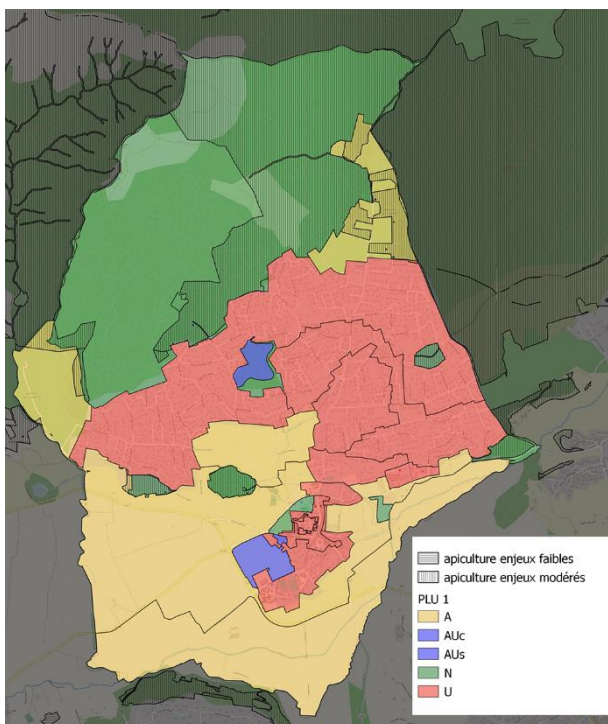 apiculture enjeux faibles
apiculture enjeux modérés
PLU 1
A
AUc
AUs
N
U